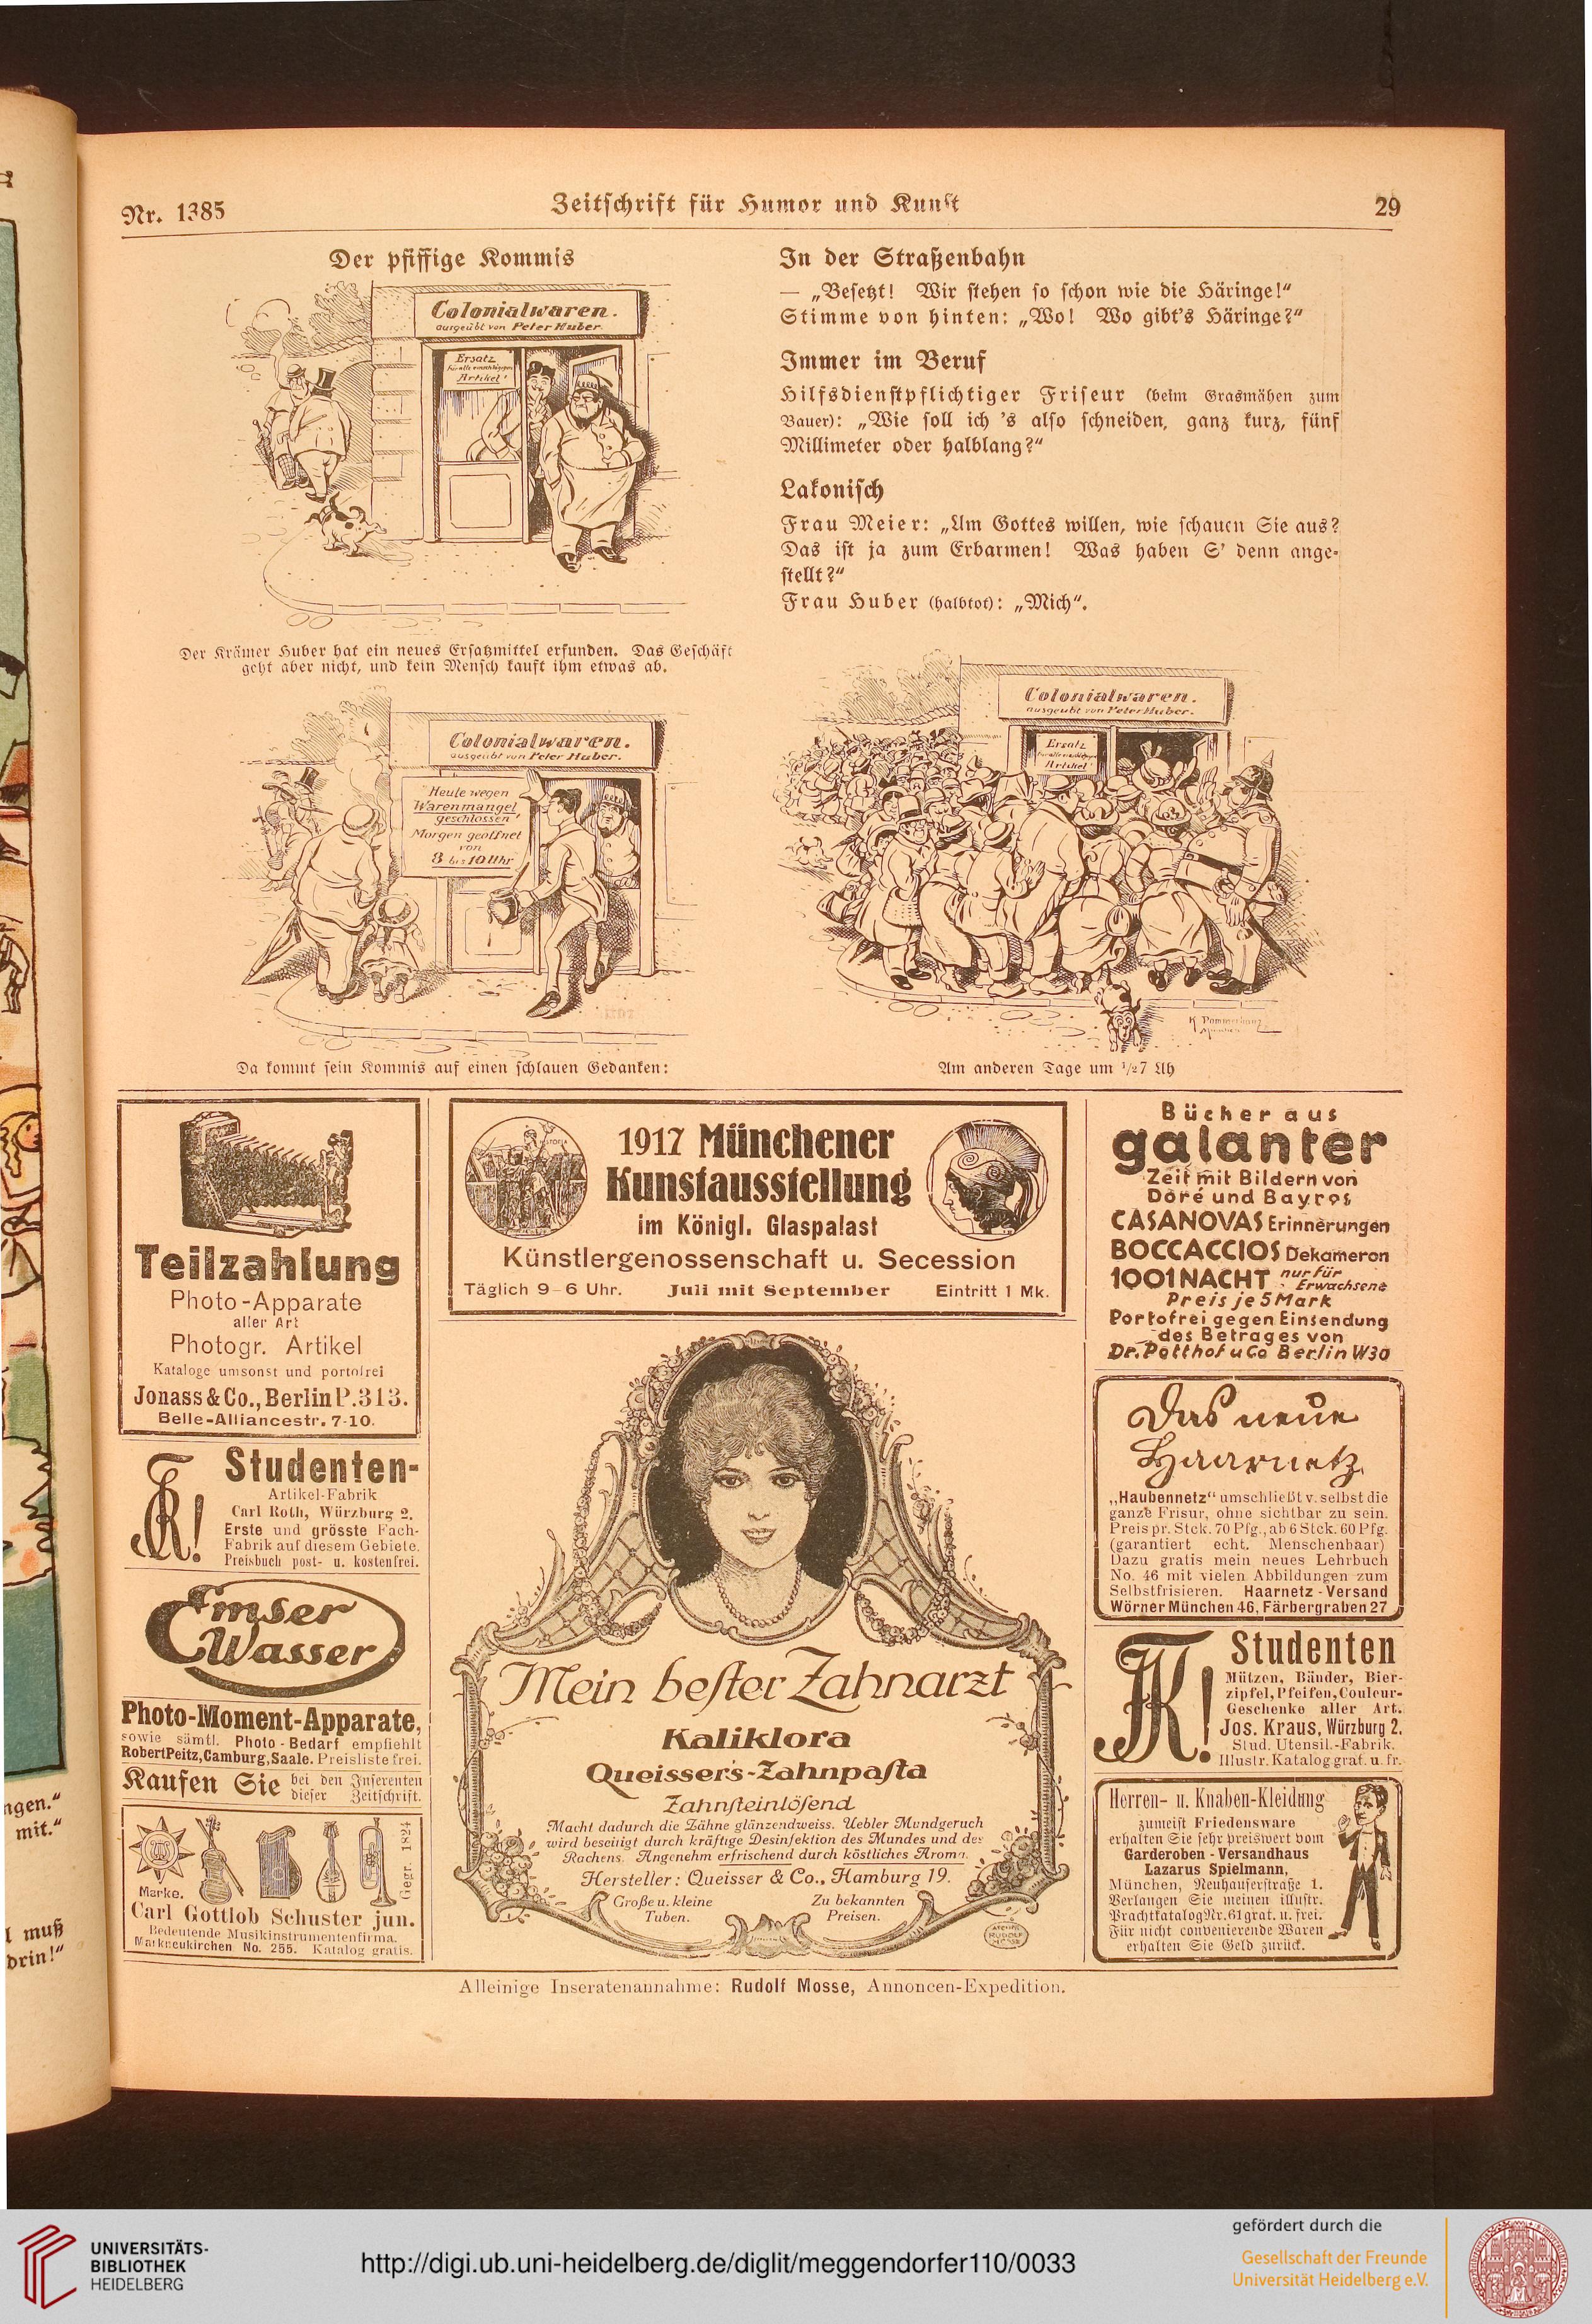 Nr. 1385
Zeitschrift für Humor und Kunst
29
Der pfiffige Kommis
Colonialwaren.
ausgeübt von Peter Huber.
Ersatz
für alle
Artikel!
Der Krämer Huber hat ein neues Ersatzmittel erfunden. Das Geschäft
geht aber nicht, und kein Mensch kauft ihm etwas ab.
In der Straßenbahn
— „Besetzt! Wir stehen so schon wie die Häringe!“
Stimme von hinten: „Wo! Wo gibt's Häringe?“
Immer im Beruf
Hilfsdienstpflichtiger Friseur (beim Grasmähen zum
Bauer): „Wie soll ich 's also schneiden, ganz kurz, fünf
Millimeter oder halblang?“
Lakonisch
Frau Meier: „Um Gottes willen, wie schauen Sie aus?
Das ist ja zum Erbarmen! Was haben S' denn ange-
stellt?“
Frau Huber (halbtot): „Mich“.
Colonialwaren.
ausgeübt von Peter Huber.
Heute wegen
Warenmangel
geschlossen,
Morgen geöffnet
von
8 bis 10 Uhr
Da kommt sein Kommis auf einen schlauen Gedanken:
Colonialwaren.
ausgeübt von Peter Huber.
Ersatz
Artikel
K Pommerhanz
München
Am anderen Tage um 1/27 Uh
Teilzahlung
Photo-Apparate
aller Art
Photogr. Artikel
Kataloge umsonst und portofrei
Jonass & Co., Berlin P. 313.
Belle-Alliancestr. 7-10.
Studenten-
Artikel-Fabrik
Carl Roth, Würzburg 2.
Erste und grösste Fach-
Fabrik auf diesem Gebiete.
Preisbuch post- u. kostenfrei.
Emser
Wasser
Photo-Moment-Apparate,
sowie sämtl. Photo-Bedarf empfiehlt
Robert Peitz, Camburg, Saale. Preisliste frei.
Kaufen Sie bei den Inserenten
dieser Zeitschrift.
Marke.
Gegr. 1824
Carl Gottlob Schuster jun.
Bedeutende Musikinstrumentenfirma.
Markneukirchen No. 255. Katalog gratis.
1917 Münchener
Kunstausstellung
im Königl. Glaspalast
Künstlergenossenschaft u. Secession
Täglich 9-6 Uhr. Juli mit September Eintritt 1 Mk.
Mein bester Zahnarzt
Kaliklora
Queisser's-Zahnpasta
Zahnsteinlösend
Macht dadurch die Zähne glänzendweiss. Uebler Mundgeruch
wird beseitigt durch kräftige Desinfektion des Mundes und des
Rachens. Angenehm erfrischend durch köstliches Aroma.
Hersteller: Queisser & Co., Hamburg 19.
Große u. kleine
Tuben.
Zu bekannten
Preisen.
ATELIER
RUDOLF
MOSSE
Bücher aus
galanter
Zeit mit Bildern von
Doré und Bayros
CASANOVAS Erinnerungen
BOCCACCIOS Dekameron
1001 NACHT nur für
Erwachsene
Preis je 5 Mark
Portofrei gegen Einsendung
des Betrages von
Dr. Potthof u Co Berlin W30
Das neue
Haarnetz
„Haubennetz“ umschließt v. selbst die
ganze Frisur, ohne sichtbar zu sein.
Preis pr. Stck. 70 Pfg., ab 6 Stck. 60 Pfg.
(garantiert echt. Menschenhaar)
Dazu gratis mein neues Lehrbuch
No. 46 mit vielen Abbildungen zum
Selbstfrisieren. Haarnetz-Versand
Wörner München 46, Färbergraben 27
Studenten
Mützen, Bänder, Bier-
zipfel, Pfeifen, Couleur-
Geschenke aller Art.
Jos. Kraus, Würzburg 2.
Stud. Utensil.-Fabrik.
Illustr. Katalog grat. u. fr.
Herren- u. Knaben-Kleidung
zumeist Friedensware
erhalten Sie sehr preiswert vom
Garderoben-Versandhaus
Lazarus Spielmann,
München, Neuhauserstraße 1.
Verlangen Sie meinen illustr.
Prachtkatalog Nr. 61 grat. u. frei.
Für nicht convenierende Waren
erhalten Sie Geld zurück.
Alleinige Inseratenannahme: Rudolf Mosse, Annoncen-Expedition.
ngen.“
mit.“
muß
drin!“
UNIVERSITÄTS-
BIBLIOTHEK
HEIDELBERG
http://digi.ub.uni-heidelberg.de/diglit/meggendorfer110/0033
gefördert durch die
Gesellschaft der Freunde
Universität Heidelberg e.V.